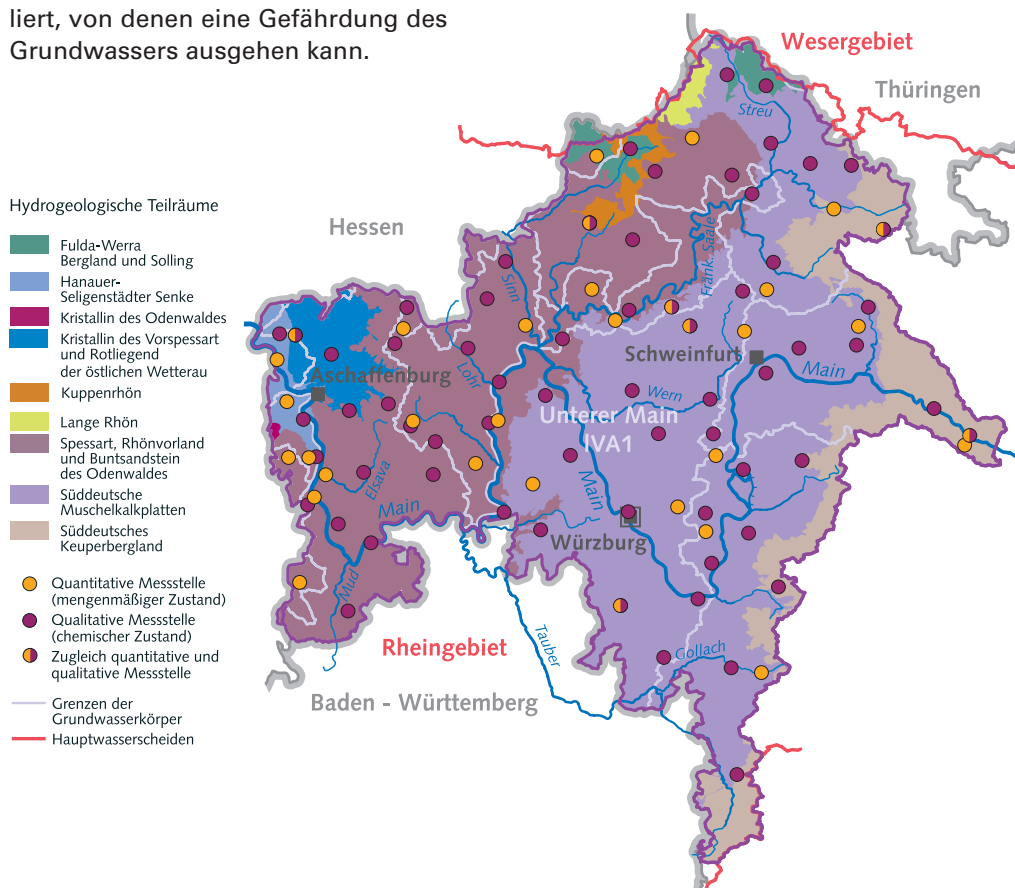 liert, von denen eine Gefährdung des
Grundwassers ausgehen kann.
Wesergebiet
Thüringen
Streu
Hydrogeologische Teilräume
Fulda-Werra
Bergland und Solling
Hanauer-
Seligenstädter Senke
Kristallin des Odenwaldes
Kristallin des Vorspessart
und Rotliegend
der östlichen Wetterau
Kuppenrhön
Lange Rhön
Spessart, Rhönvorland
und Buntsandstein
des Odenwaldes
Süddeutsche
Muschelkalkplatten
Süddeutsches
Keuperbergland
Quantitative Messstelle
(mengenmäßiger Zustand)
Qualitative Messstelle
(chemischer Zustand)
Zugleich quantitative und
qualitative Messstelle
Grenzen der
Grundwasserkörper
Hauptwasserscheiden
Hessen
Sinn
Fränk. Saale
Schweinfurt
Main
Aschaffenburg
Lohr
Wern
Unterer Main
IVA1
Elsava
Main
Main
Würzburg
Mud
Rheingebiet
Tauber
Gollach
Baden - Württemberg